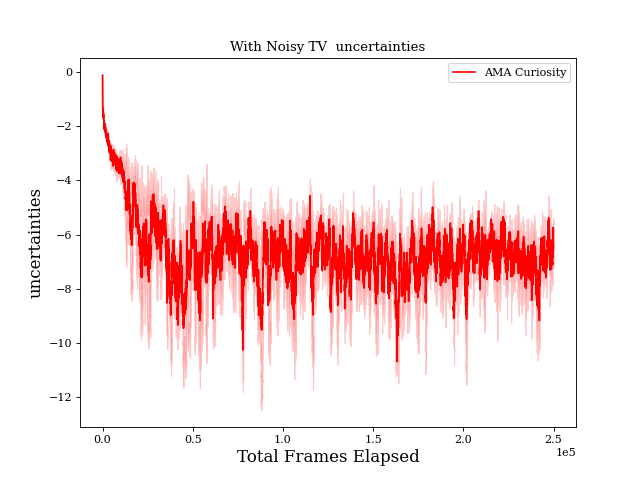 With Noisy TV  uncertainties
AMA Curiosity
0
−2
−4
−6
−8
−10
−12
uncertainties
0.0 0.5 1.0 1.5 2.0 2.5
1e5
Total Frames Elapsed